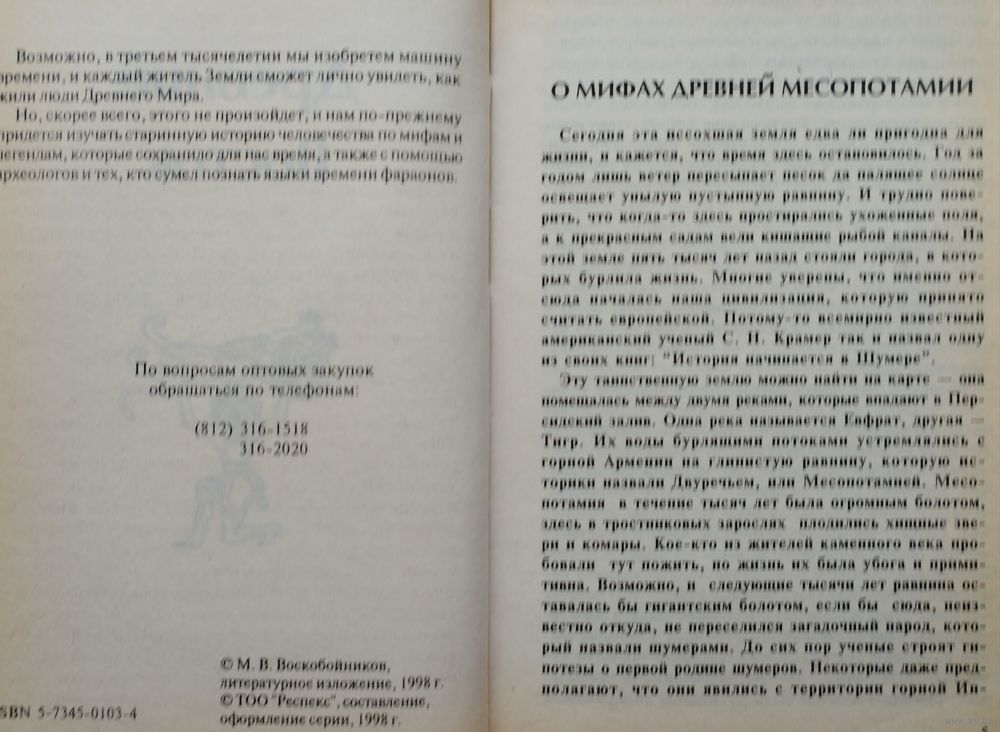 Возможно, в третьем тысячелетии мы изобретем машину
времени, и каждый житель Земли сможет лично увидеть, как
жили люди Древнего Мира.
Но, скорее всего, этого не произойдет, и нам по-прежнему
придется изучать старинную историю человечества по мифам и
легендам, которые сохранило для нас время, а также с помощью
археологов и тех, кто сумел познать языки времени фараонов.
По вопросам оптовых закупок
обращаться по телефонам:
(812) 316-1518
316-2020
© М. В. Воскобойников,
литературное изложение, 1998 г.
© ТОО "Респекс", составление,
оформление серии, 1998 г.
ISBN 5-7345-0103-4
О МИФАХ ДРЕВНЕЙ МЕСОПОТАМИИ
Сегодня эта иссохшая земля едва ли пригодна для
жизни, и кажется, что время здесь остановилось. Год за
годом лишь ветер пересыпает песок да палящее солнце
освещает унылую пустынную равнину. И трудно пове-
рить, что когда-то здесь простирались ухоженные поля,
а к прекрасным садам вели кишащие рыбой каналы. На
этой земле пять тысяч лет назад стояли города, в кото-
рых бурлила жизнь. Многие уверены, что именно от-
сюда началась наша цивилизация, которую принято
считать европейской. Потому-то всемирно известный
американский ученый С. Н. Крамер так и назвал одну
из своих книг: "История начинается в Шумере".
Эту таинственную землю можно найти на карте — она
помещалась между двумя реками, которые впадают в Пер-
сидский залив. Одна река называется Евфрат, другая —
Тигр. Их воды бурлящими потоками устремлялись с
горной Армении на глинистую равнину, которую ис-
торики назвали Двуречьем, или Месопотамией. Месо-
потамия в течение тысяч лет была огромным болотом,
здесь в тростниковых зарослях плодились хищные зве-
ри и комары. Кое-кто из жителей каменного века про-
бовали тут пожить, но жизнь их была убога и прими-
тивна. Возможно, и следующие тысячи лет равнина ос-
тавалась бы гигантским болотом, если бы сюда, неиз-
вестно откуда, не переселился загадочный народ, кото-
рый назвали шумерами. До сих пор ученые строят ги-
потезы о первой родине шумеров. Некоторые даже пред-
полагают, что они явились с территории горной Ин-